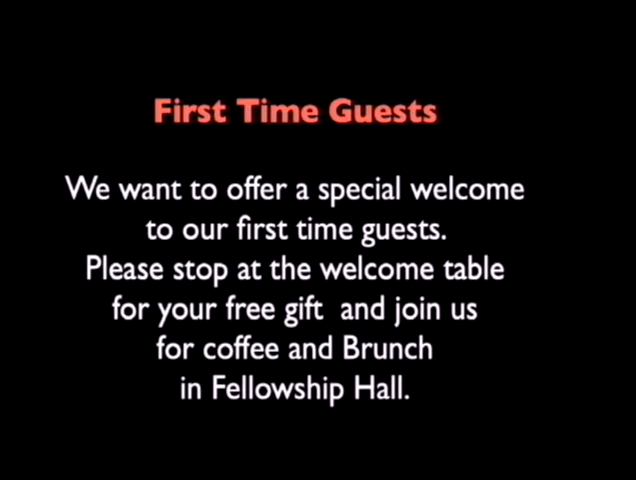 First Time Guests
We want to offer a special welcome
to our first time guests.
Please stop at the welcome table
for your free gift  and join us
for coffee and Brunch
in Fellowship Hall.